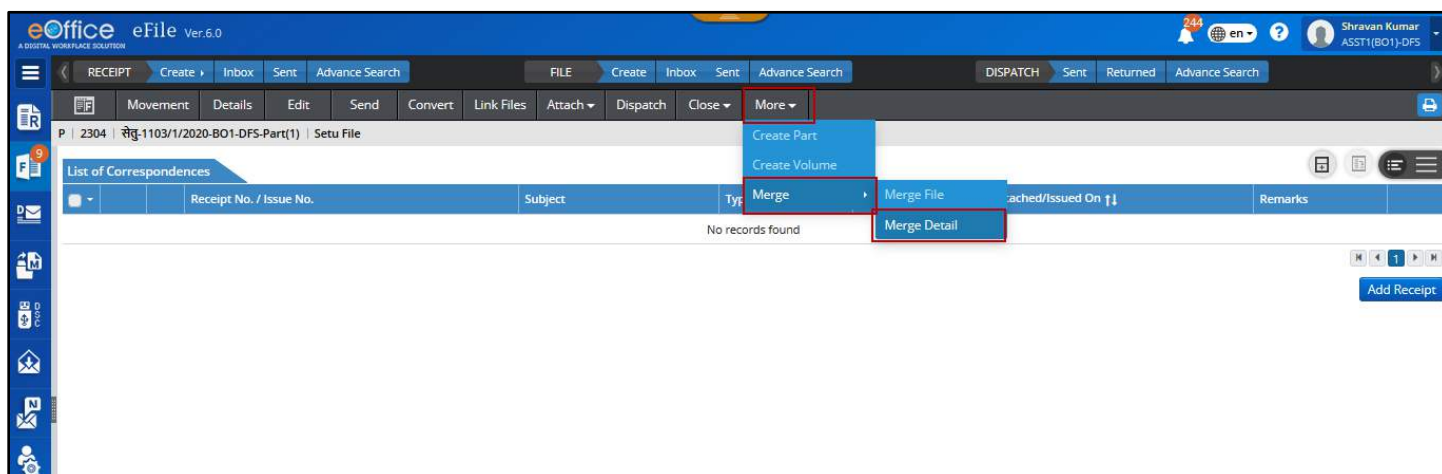 eOffice eFile Ver.6.0
A DIGITAL WORKPLACE SOLUTION
244 en ? Shravan Kumar
ASST1(BO1)-DFS
RECEIPT Create Inbox Sent Advance Search FILE Create Inbox Sent Advance Search DISPATCH Sent Returned Advance Search
Movement Details Edit Send Convert Link Files Attach Dispatch Close More
P | 2304 | सेतु-1103/1/2020-BO1-DFS-Part(1) | Setu File
Create Part
Create Volume
Merge
Merge File
Merge Detail
9
List of Correspondences
Receipt No. / Issue No. Subject Typ tached/Issued On Remarks
No records found
1
Add Receipt
R
F
D
M
DSC
N